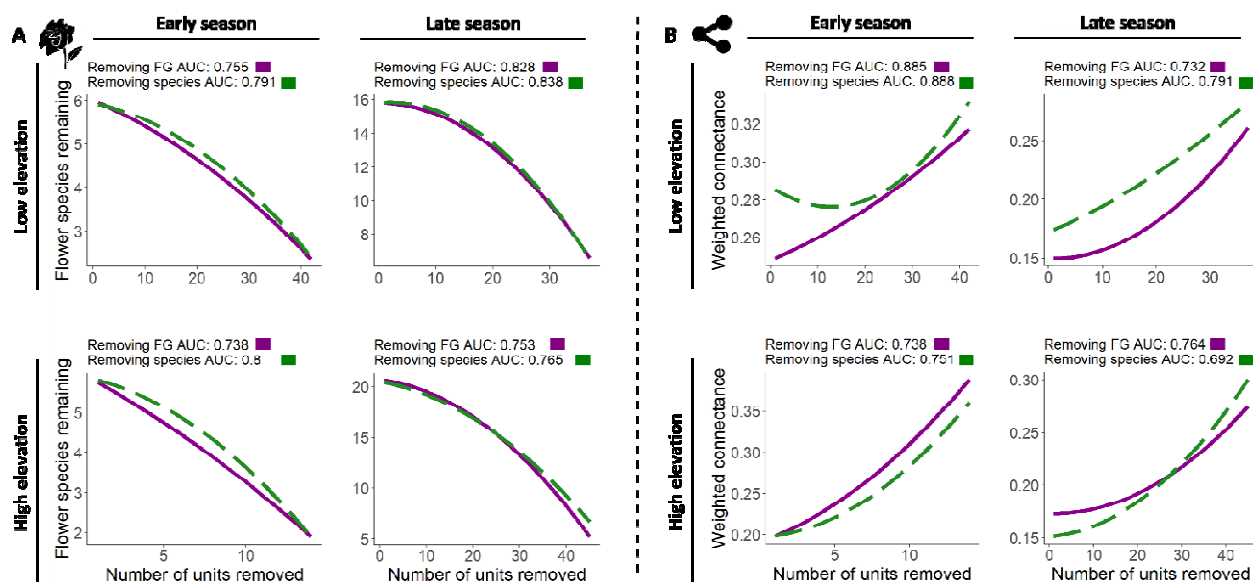 A
Early season
Late season
Low elevation
Flower species remaining
Removing FG AUC: 0.755
Removing species AUC: 0.791
6
5
4
3
0
10
20
30
40
Removing FG AUC: 0.828
Removing species AUC: 0.838
16
14
12
10
8
0
10
20
30
High elevation
Flower species remaining
Removing FG AUC: 0.738
Removing species AUC: 0.8
5
4
3
2
5
10
Number of units removed
Removing FG AUC: 0.753
Removing species AUC: 0.765
20
15
10
5
0
10
20
30
40
Number of units removed
B
Early season
Late season
Low elevation
Weighted connectance
Removing FG AUC: 0.885
Removing species AUC: 0.888
0.32
0.30
0.28
0.26
0
10
20
30
40
Removing FG AUC: 0.732
Removing species AUC: 0.791
0.25
0.20
0.15
0
10
20
30
High elevation
Weighted connectance
Removing FG AUC: 0.738
Removing species AUC: 0.751
0.35
0.30
0.25
0.20
5
10
Number of units removed
Removing FG AUC: 0.764
Removing species AUC: 0.692
0.30
0.25
0.20
0.15
0
10
20
30
40
Number of units removed